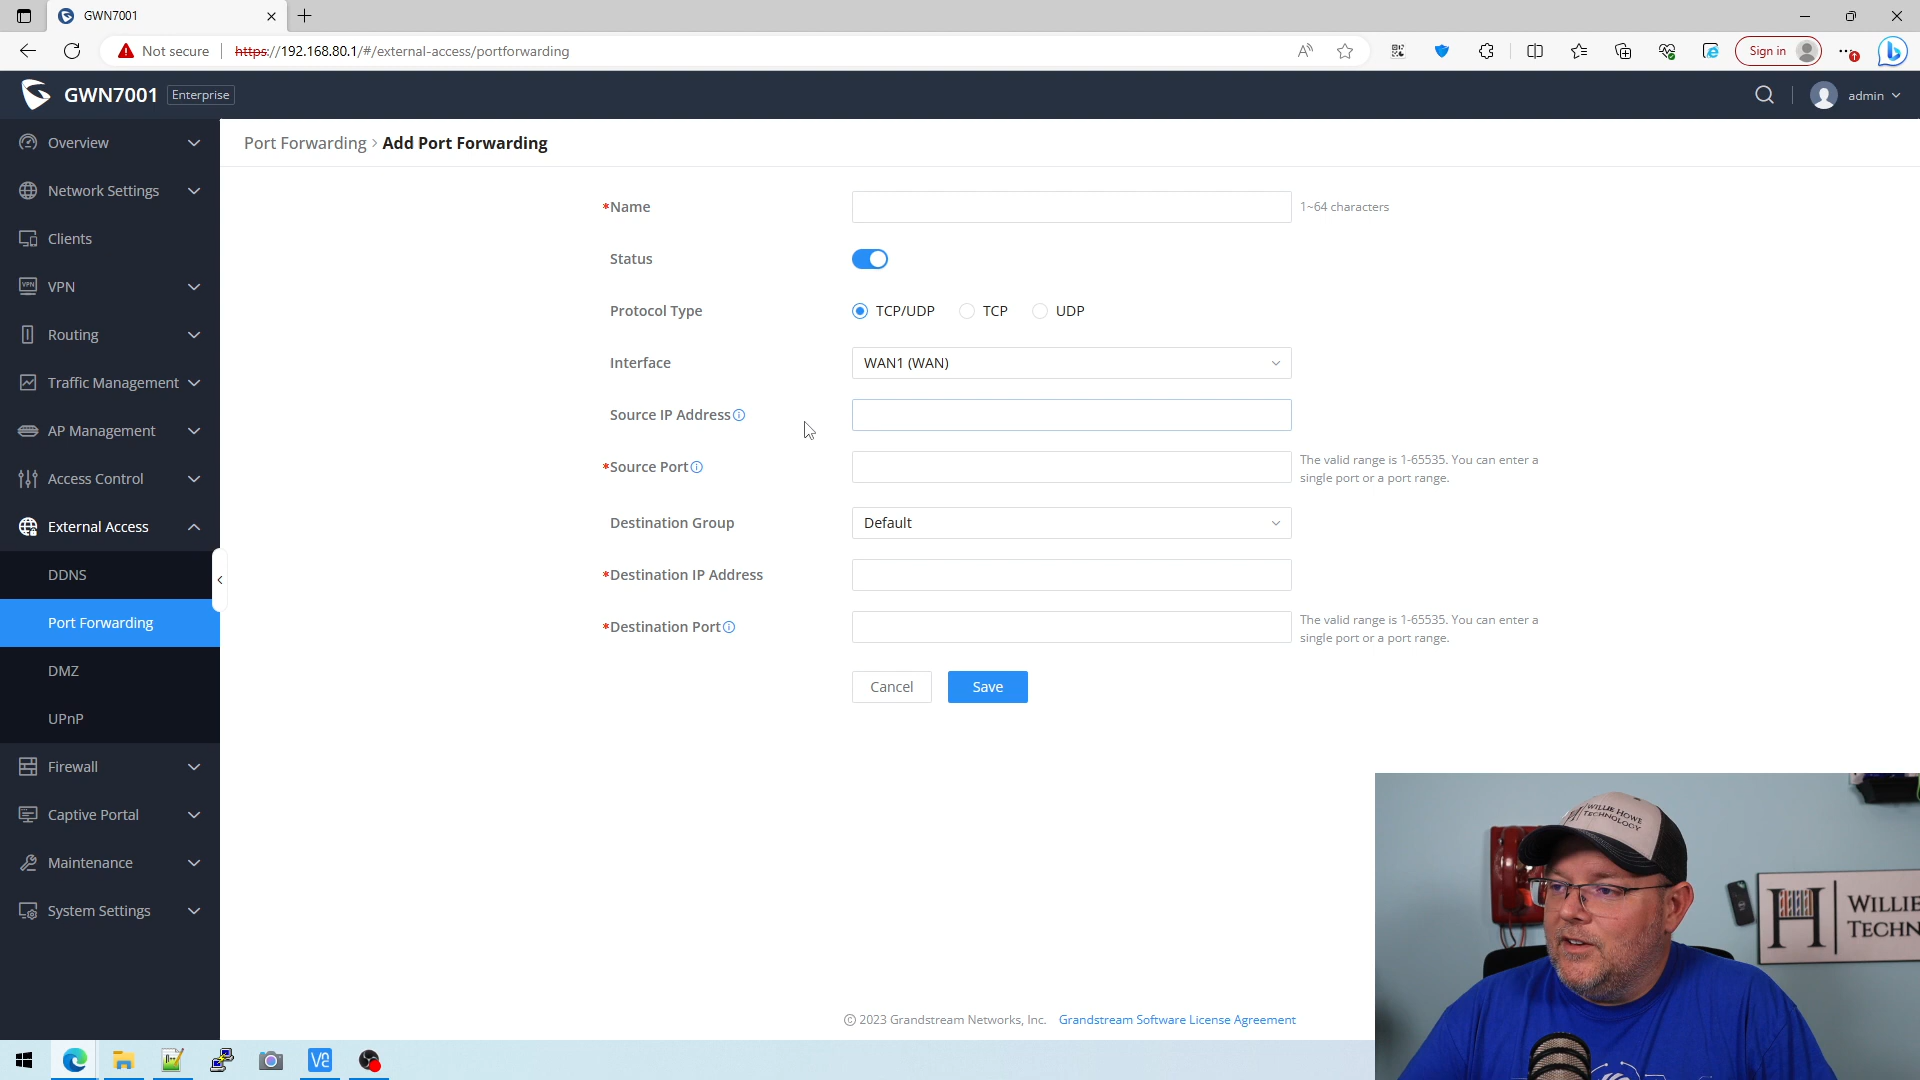 GWN7001
Not secure
https://192.168.80.1/#/external-access/portforwarding
Sign in
GWN7001 Enterprise
admin
Overview
Network Settings
Clients
VPN
Routing
Traffic Management
AP Management
Access Control
External Access
DDNS
Port Forwarding
DMZ
UPnP
Firewall
Captive Portal
Maintenance
System Settings
Port Forwarding > Add Port Forwarding
*Name
1~64 characters
Status
Protocol Type
TCP/UDP TCP UDP
Interface
WAN1 (WAN)
Source IP Address
*Source Port
The valid range is 1-65535. You can enter a
single port or a port range.
Destination Group
Default
*Destination IP Address
*Destination Port
The valid range is 1-65535. You can enter a
single port or a port range.
Cancel Save
© 2023 Grandstream Networks, Inc. Grandstream Software License Agreement
WILLIE HOWE
TECHNOLOGY
WILLIE
TECHN